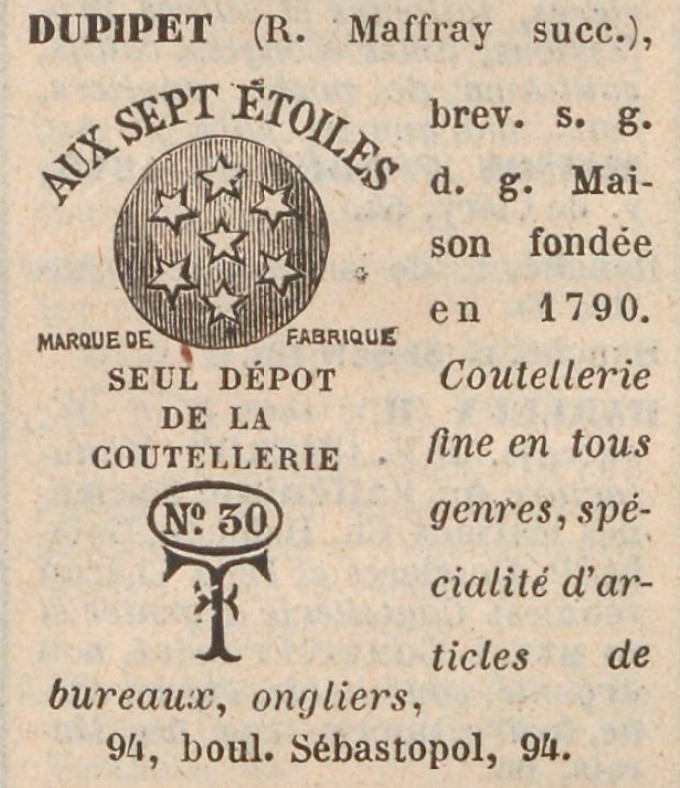 DUPIPET (R. Maffray succ.),
AUX SEPT ÉTOILES
MARQUE DE FABRIQUE
SEUL DÉPOT
DE LA
COUTELLERIE
Nº 30
T
brev. s. g.
d. g. Mai-
son fondée
en 1790.
Coutellerie
fine en tous
genres, spé-
cialité d'ar-
ticles de
bureaux, ongliers,
94, boul. Sébastopol, 94.